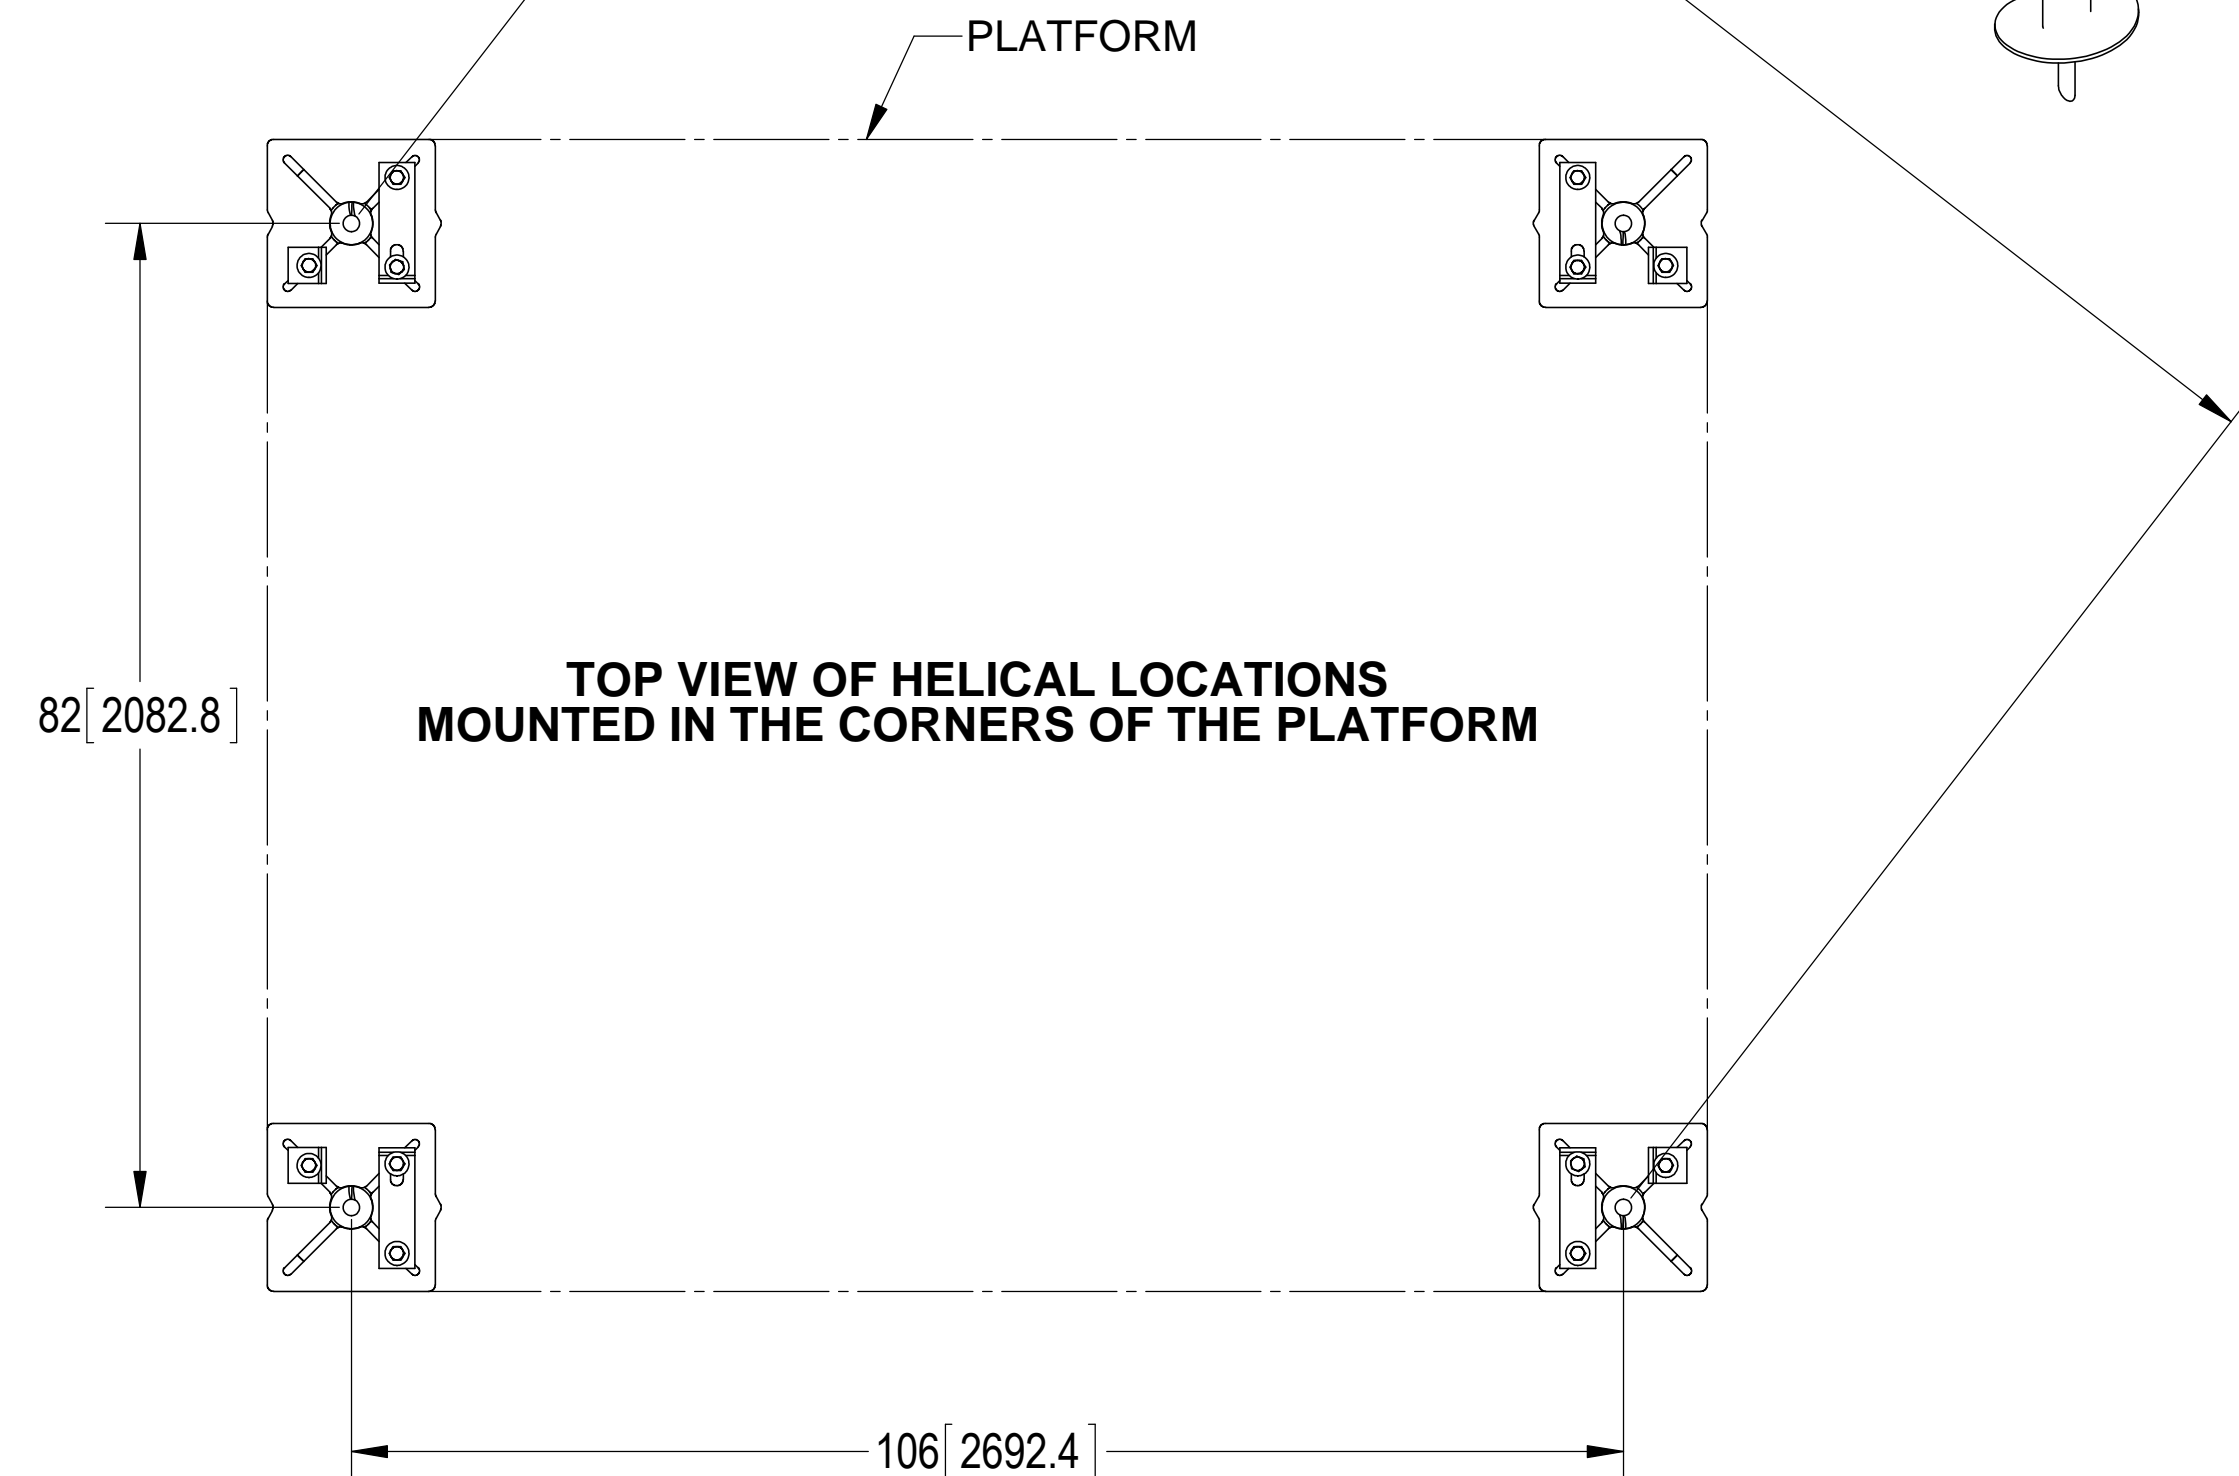 PLATFORM
82[2082.8]
TOP VIEW OF HELICAL LOCATIONS
MOUNTED IN THE CORNERS OF THE PLATFORM
106[2692.4]